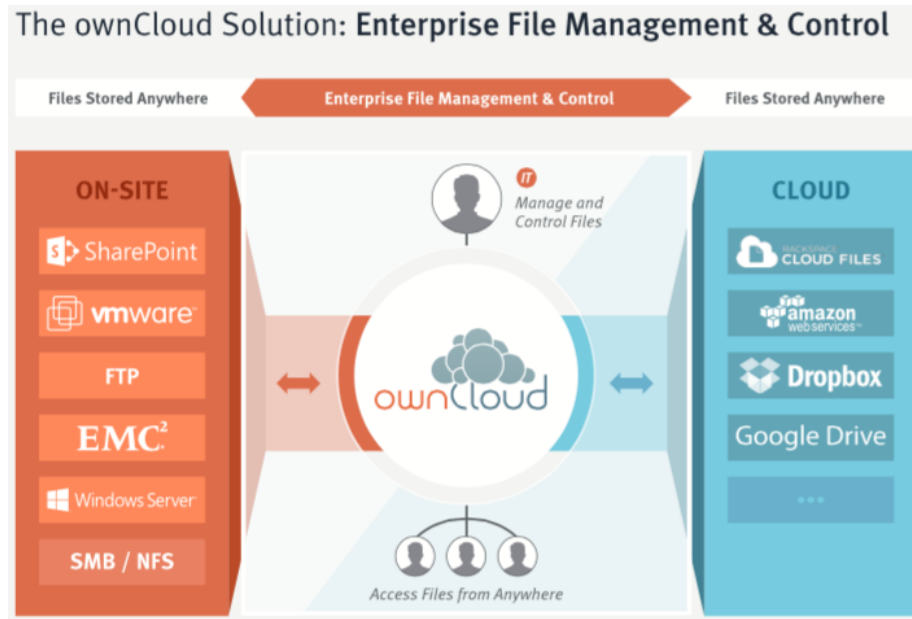 The ownCloud Solution: Enterprise File Management & Control
Files Stored Anywhere
Enterprise File Management & Control
Files Stored Anywhere
ON-SITE
SharePoint
vmware
FTP
EMC²
Windows Server
SMB / NFS
IT
Manage and
Control Files
ownCloud
Access Files from Anywhere
CLOUD
RACKSPACE
CLOUD FILES
amazon
webservices™
Dropbox
Google Drive
...